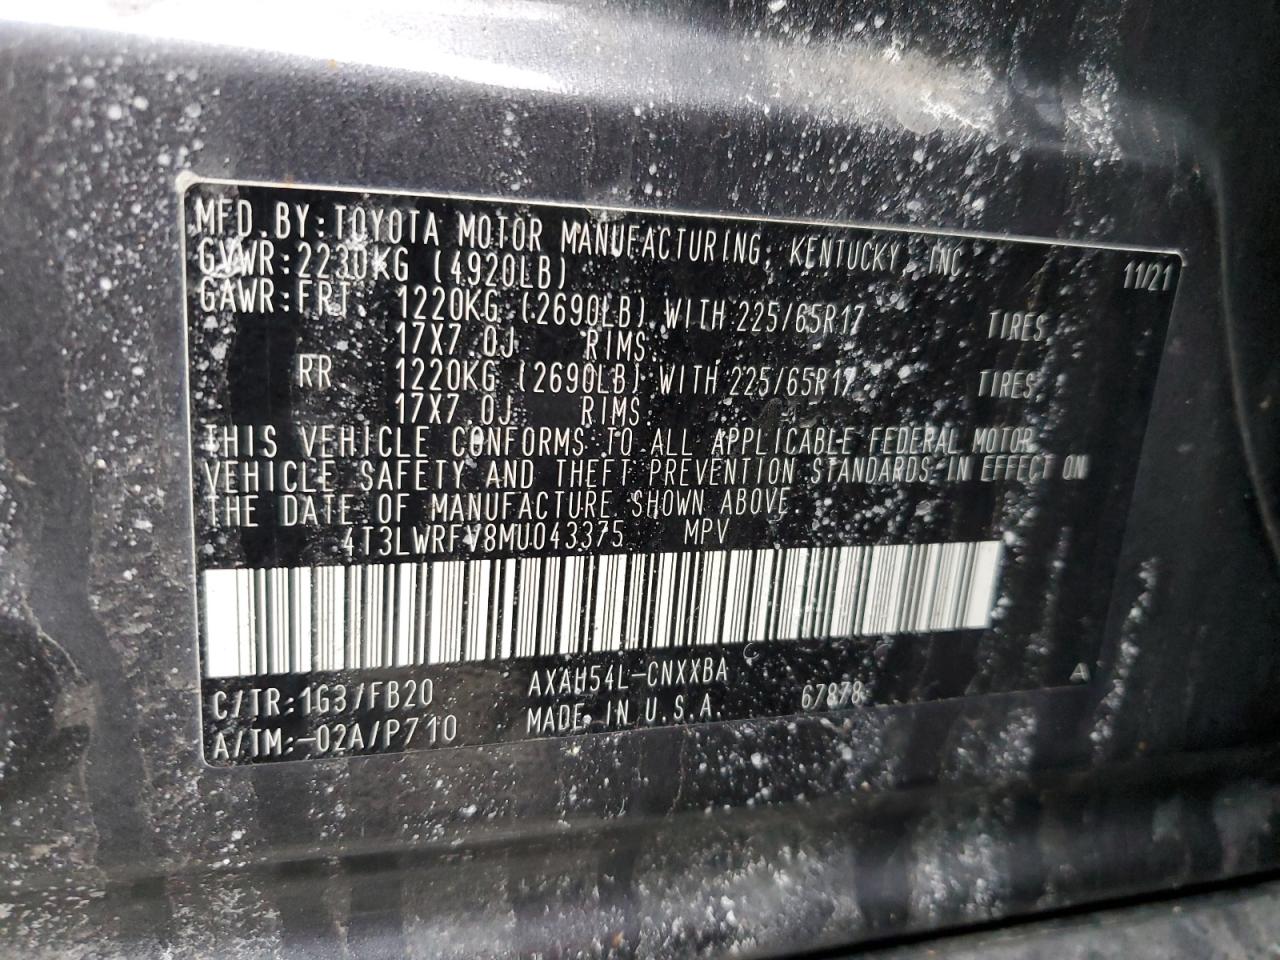 MFD.BY:TOYOTA MOTOR MANUFACTURING, KENTUCKY, INC
GVWR:2230KG (4920LB) 11/21
GAWR:FRT. 1220KG (2690LB) WITH 225/65R17 TIRES
17X7.0J RIMS
RR 1220KG (2690LB) WITH 225/65R17 TIRES
17X7.0J RIMS
THIS VEHICLE CONFORMS TO ALL APPLICABLE FEDERAL MOTOR
VEHICLE SAFETY AND THEFT PREVENTION STANDARDS IN EFFECT ON
THE DATE OF MANUFACTURE SHOWN ABOVE
4T3LWRFV8MU043375 MPV
C/TR:1G3/FB20 AXAH54L-CNXXBA A
A/TM:-02A/P710 MADE IN U.S.A. 67878